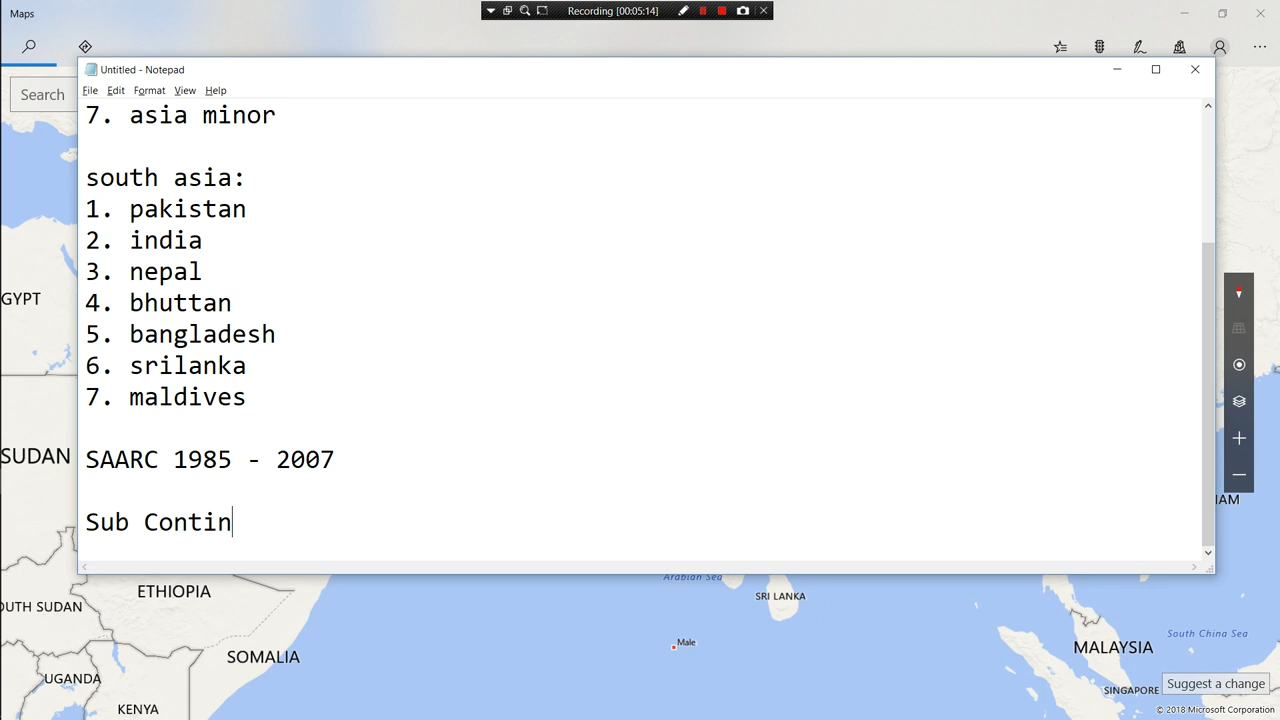 Maps
Recording [00:05:14]
Search
Untitled - Notepad
File Edit Format View Help
7. asia minor
south asia:
1. pakistan
2. india
3. nepal
4. bhuttan
5. bangladesh
6. srilanka
7. maldives
SAARC 1985 - 2007
Sub Contin
GYPT
SUDAN
ETHIOPIA
OUTH SUDAN
SOMALIA
UGANDA
KENYA
Arabian Sea
SRI LANKA
Male
IAM
South China Sea
MALAYSIA
SINGAPORE
Suggest a change
© 2018 Microsoft Corporation